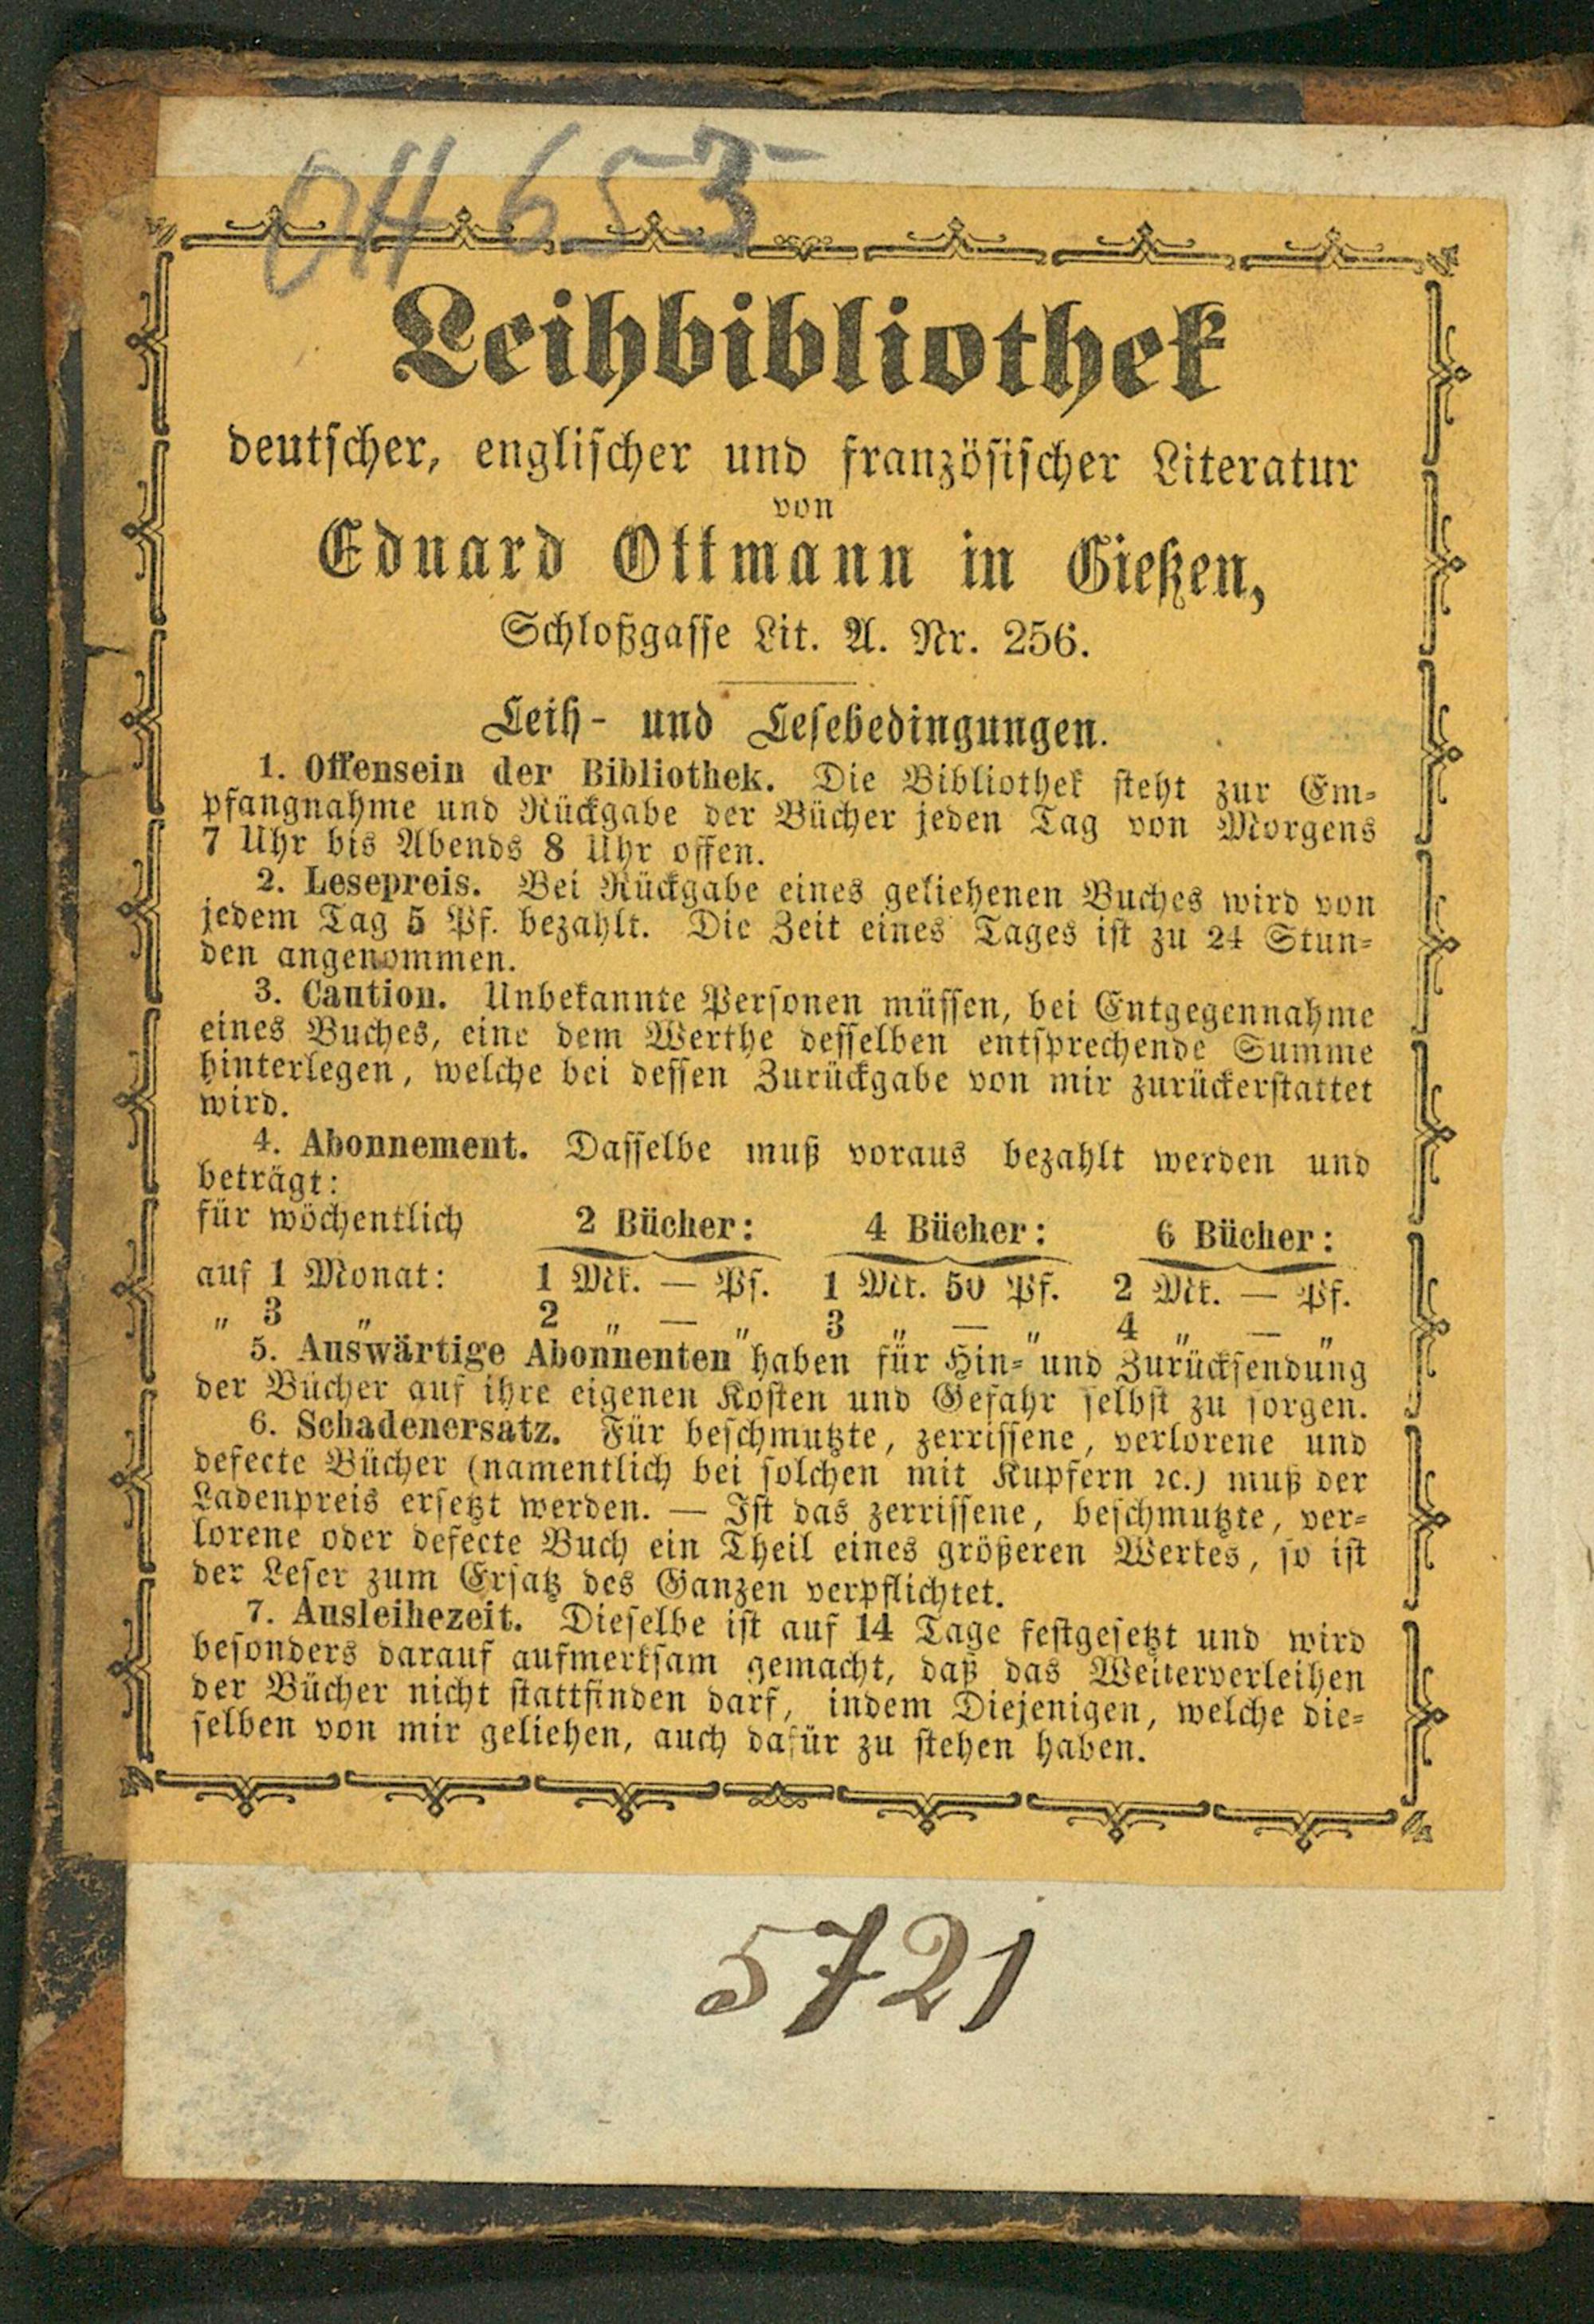 OH 653
Leihbibliothek
deutscher, englischer und französischer Literatur
von
Eduard Ottmann in Gießen,
Schloßgasse Lit. A. Nr. 256.
Leih- und Lesebedingungen.
1. Offensein der Bibliothek. Die Bibliothek steht zur Em-
pfangnahme und Rückgabe der Bücher jeden Tag von Morgens
7 Uhr bis Abends 8 Uhr offen.
2. Lesepreis. Bei Rückgabe eines geliehenen Buches wird von
jedem Tag 5 Pf. bezahlt. Die Zeit eines Tages ist zu 24 Stun-
den angenommen.
3. Caution. Unbekannte Personen müssen, bei Entgegennahme
eines Buches, eine dem Werthe desselben entsprechende Summe
hinterlegen, welche bei dessen Zurückgabe von mir zurückerstattet
wird.
4. Abonnement. Dasselbe muß voraus bezahlt werden und
beträgt:
für wöchentlich 2 Bücher: 4 Bücher: 6 Bücher:
auf 1 Monat: 1 Mk. — Pf. 1 Mk. 50 Pf. 2 Mk. — Pf.
„ 3 „ 2 „ — „ 3 „ — „ 4 „ — „
5. Auswärtige Abonnenten haben für Hin- und Zurücksendung
der Bücher auf ihre eigenen Kosten und Gefahr selbst zu sorgen.
6. Schadenersatz. Für beschmutzte, zerrissene, verlorene und
defecte Bücher (namentlich bei solchen mit Kupfern ꝛc.) muß der
Ladenpreis ersetzt werden. — Ist das zerrissene, beschmutzte, ver-
lorene oder defecte Buch ein Theil eines größeren Werkes, so ist
der Leser zum Ersatz des Ganzen verpflichtet.
7. Ausleihezeit. Dieselbe ist auf 14 Tage festgesetzt und wird
besonders darauf aufmerksam gemacht, daß das Weiterverleihen
der Bücher nicht stattfinden darf, indem Diejenigen, welche die-
selben von mir geliehen, auch dafür zu stehen haben.
5721